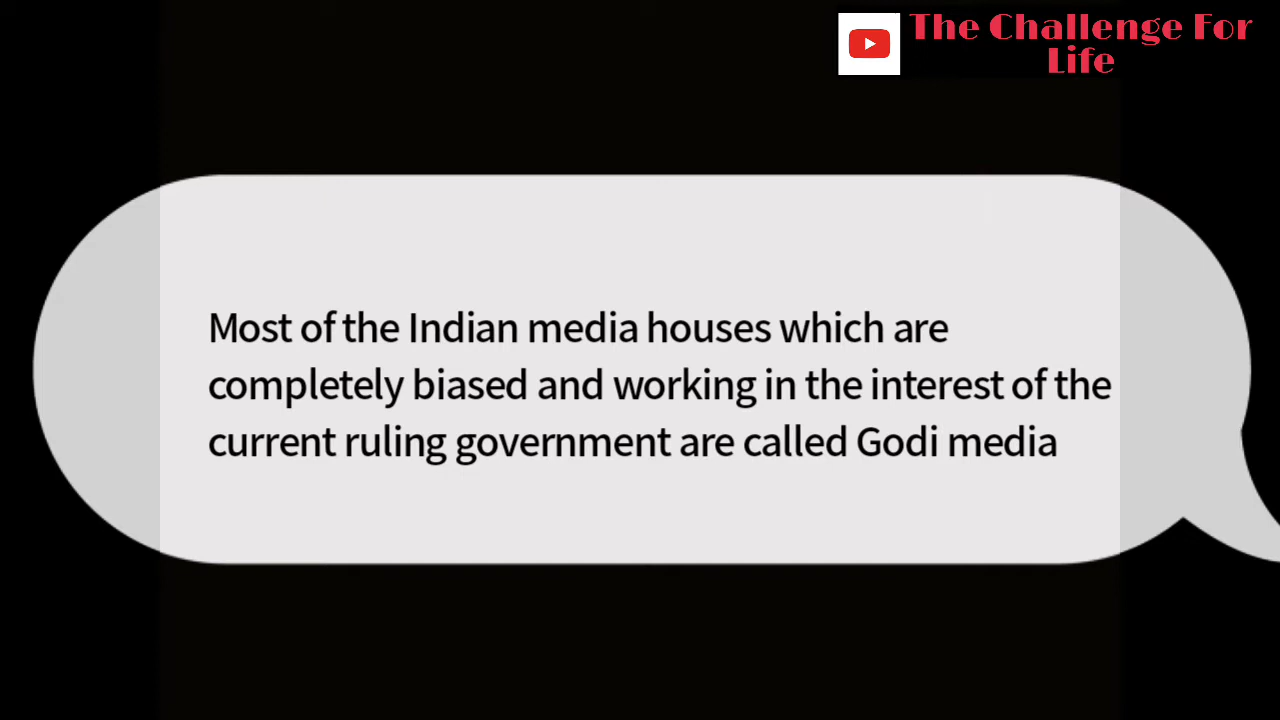 The Challenge For
Life
Most of the Indian media houses which are
completely biased and working in the interest of the
current ruling government are called Godi media